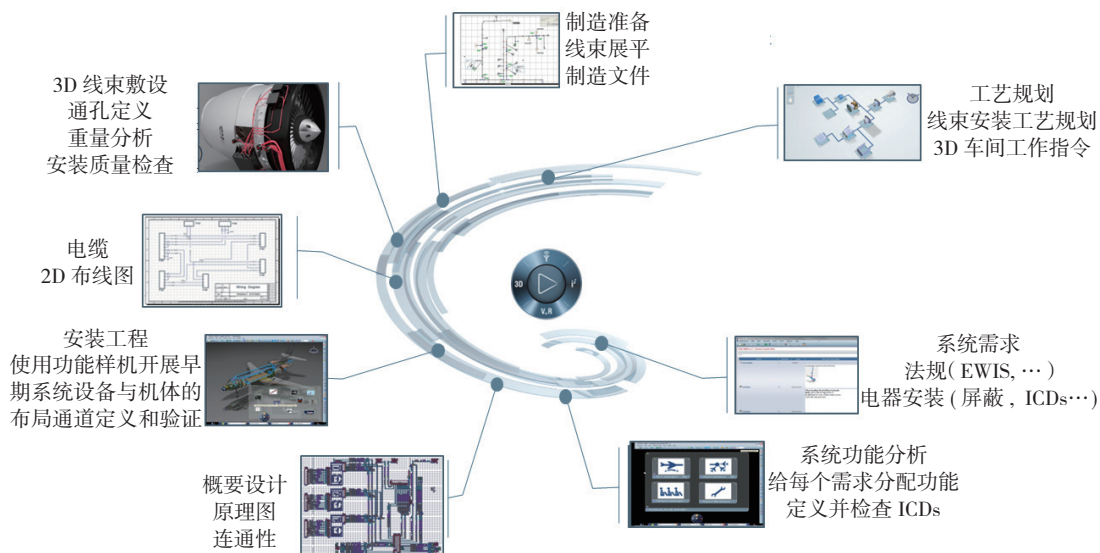 制造准备
线束展平
制造文件
3D 线束敷设
通孔定义
重量分析
安装质量检查
工艺规划
线束安装工艺规划
3D 车间工作指令
电缆
2D 布线图
3D
V.R
安装工程
使用功能样机开展早
期系统设备与机体的
布局通道定义和验证
系统需求
法规( EWIS, … )
电器安装 ( 屏蔽 , ICDs… )
系统功能分析
给每个需求分配功能
定义并检查 ICDs
概要设计
原理图
连通性